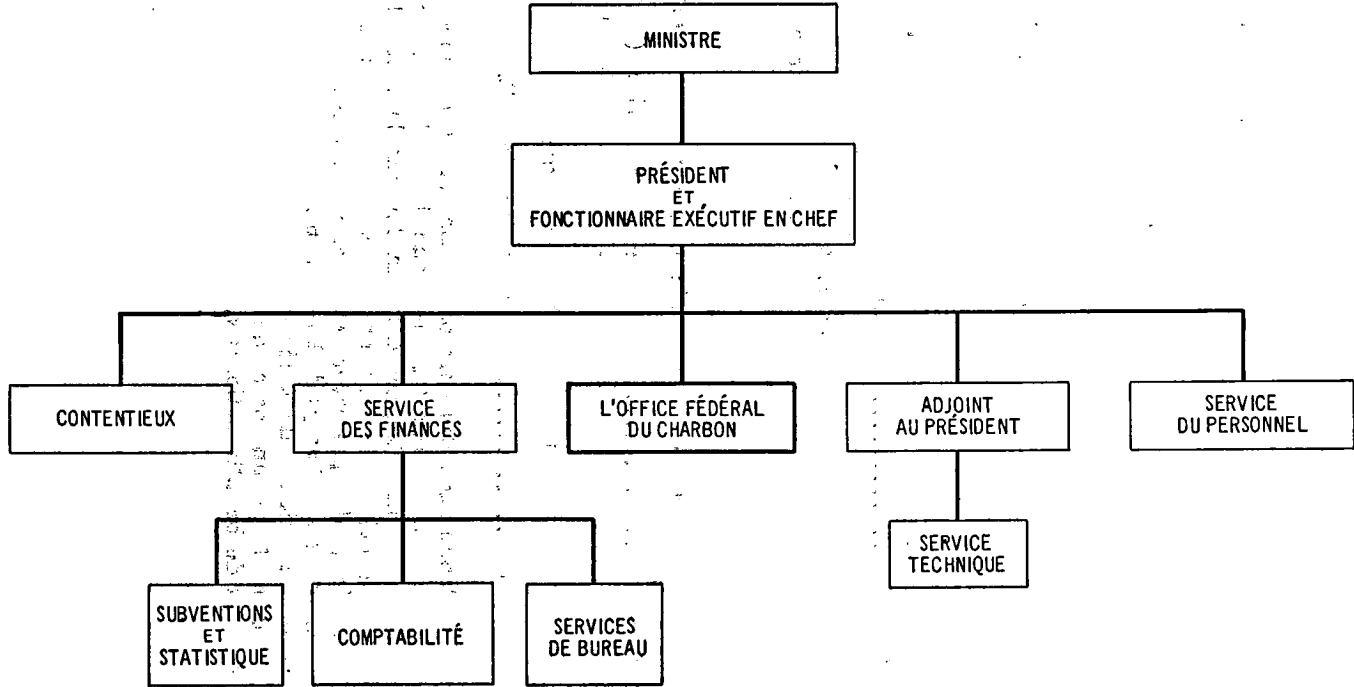 MINISTRE
PRÉSIDENT
ET
FONCTIONNAIRE EXÉCUTIF EN CHEF
CONTENTIEUX
SERVICE
DES FINANCES
L'OFFICE FÉDÉRAL
DU CHARBON
ADJOINT
AU PRÉSIDENT
SERVICE
DU PERSONNEL
SUBVENTIONS
ET
STATISTIQUE
COMPTABILITÉ
SERVICES
DE BUREAU
SERVICE
TECHNIQUE